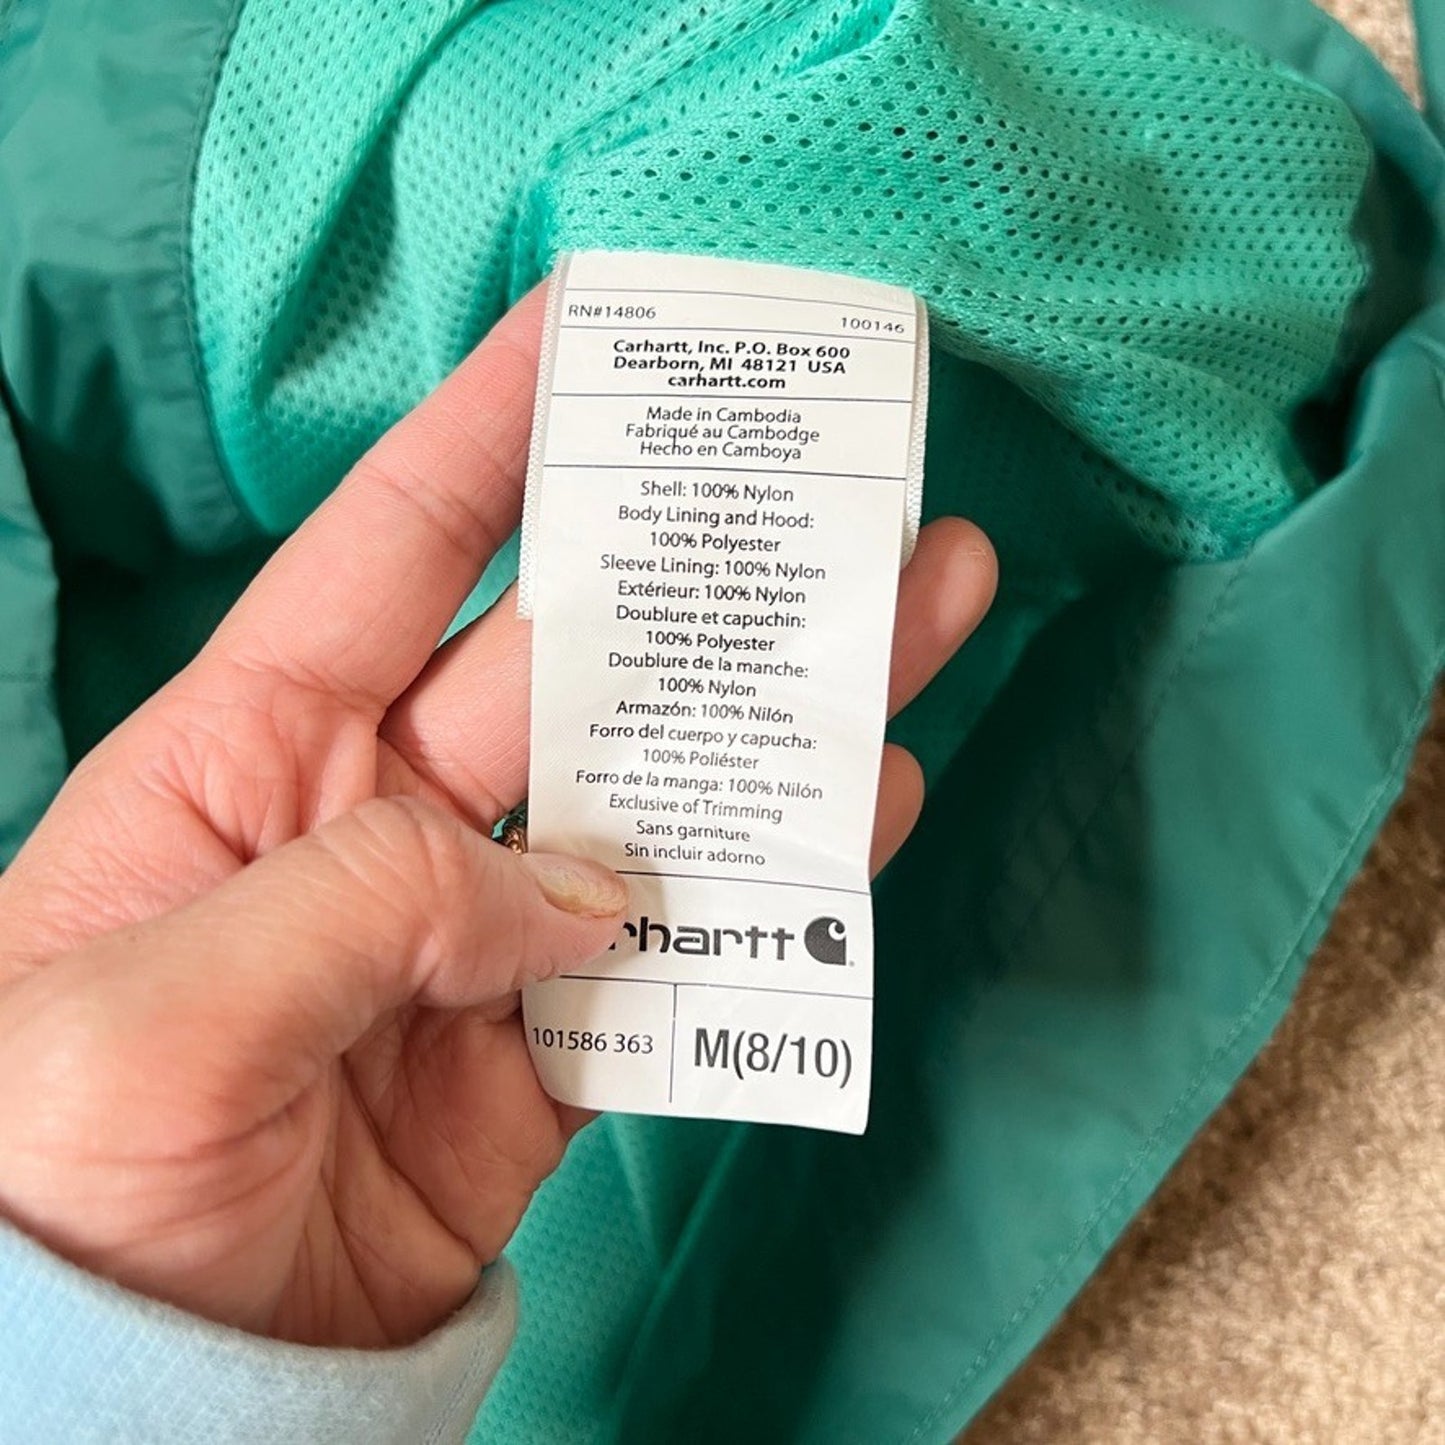 RN#14806 100146
Carhartt, Inc. P.O. Box 600
Dearborn, MI 48121 USA
carhartt.com
Made in Cambodia
Fabriqué au Cambodge
Hecho en Camboya
Shell: 100% Nylon
Body Lining and Hood:
100% Polyester
Sleeve Lining: 100% Nylon
Extérieur: 100% Nylon
Doublure et capuchin:
100% Polyester
Doublure de la manche:
100% Nylon
Armazón: 100% Nilón
Forro del cuerpo y capucha:
100% Poliéster
Forro de la manga: 100% Nilón
Exclusive of Trimming
Sans garniture
Sin incluir adorno
rhartt
101586 363 M(8/10)